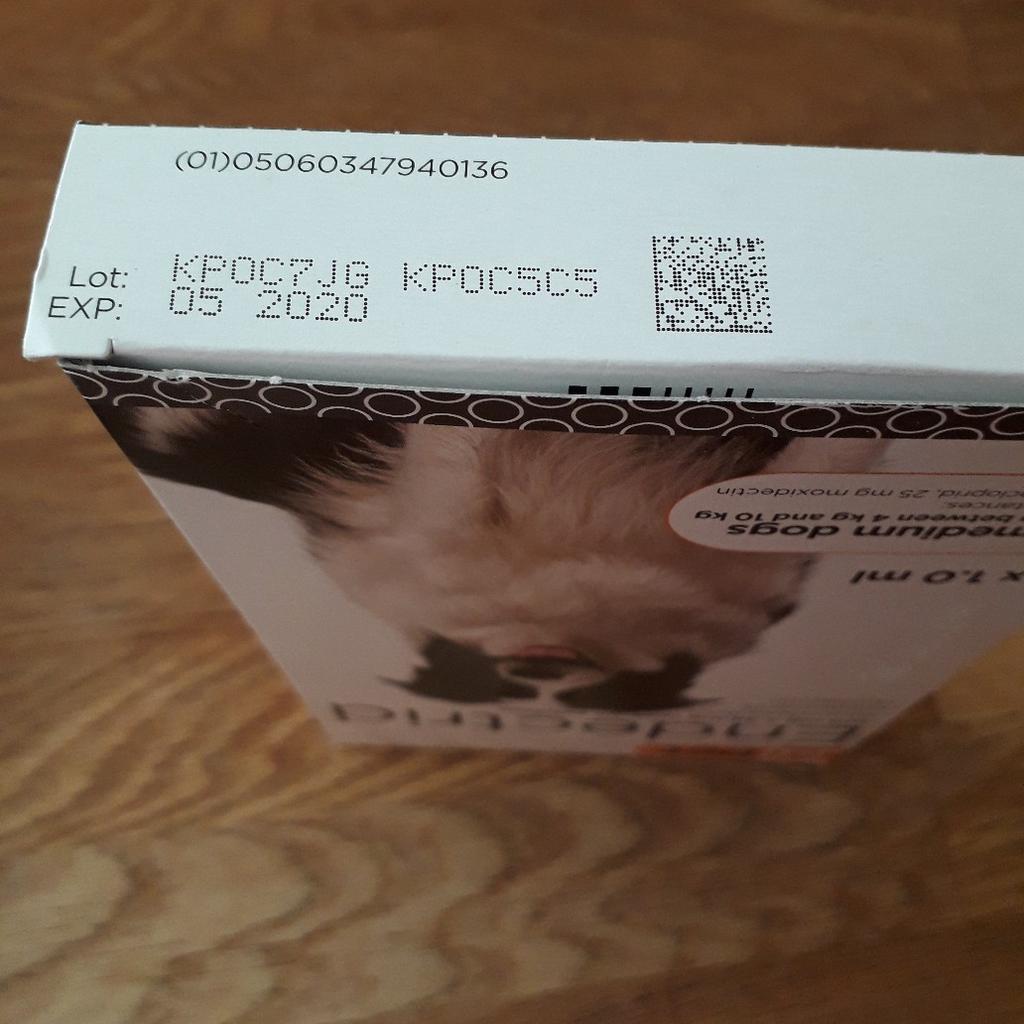 (01)05060347940136
Lot: KP0C7JG KP0C5C5
EXP: 05 2020
Endectrid
x 1.0 ml
medium dogs
between 4 kg and 10 kg
25 mg moxidectin